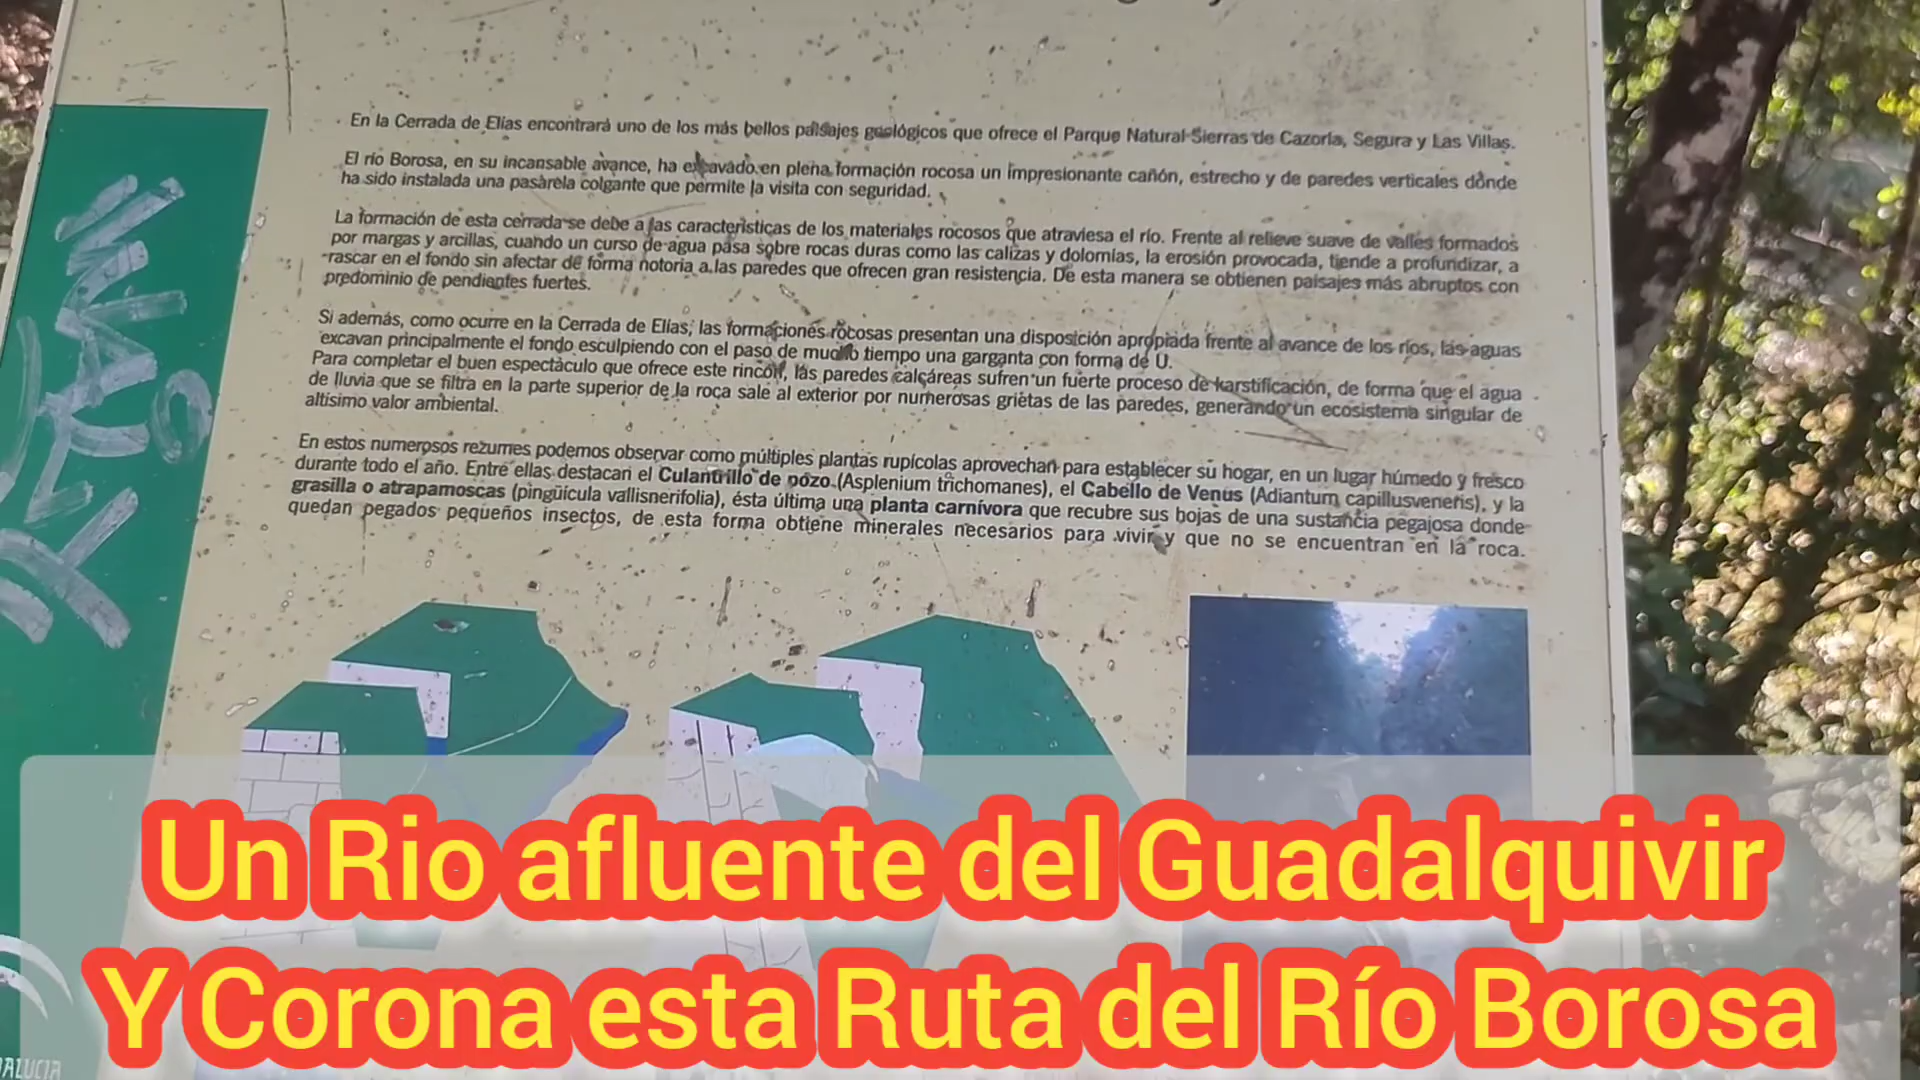 En la Cerrada de Elías encontrará uno de los más bellos paisajes geológicos que ofrece el Parque Natural Sierras de Cazorla, Segura y Las Villas.
El río Borosa, en su incansable avance, ha excavado en plena formación rocosa un impresionante cañón, estrecho y de paredes verticales dónde
ha sido instalada una pasarela colgante que permite la visita con seguridad.
La formación de esta cerrada se debe a las características de los materiales rocosos que atraviesa el río. Frente al relieve suave de valles formados
por margas y arcillas, cuando un curso de agua pasa sobre rocas duras como las calizas y dolomías, la erosión provocada, tiende a profundizar, a
rascar en el fondo sin afectar de forma notoria a las paredes que ofrecen gran resistencia. De esta manera se obtienen paisajes más abruptos con
predominio de pendientes fuertes.
Si además, como ocurre en la Cerrada de Elías, las formaciones rocosas presentan una disposición apropiada frente al avance de los ríos, las aguas
excavan principalmente el fondo esculpiendo con el paso de mucho tiempo una garganta con forma de U.
Para completar el buen espectáculo que ofrece este rincón, las paredes calcáreas sufren un fuerte proceso de karstificación, de forma que el agua
de lluvia que se filtra en la parte superior de la roca sale al exterior por numerosas grietas de las paredes, generando un ecosistema singular de
altísimo valor ambiental.
En estos numerosos rezumes podemos observar como múltiples plantas rupícolas aprovechan para establecer su hogar, en un lugar húmedo y fresco
durante todo el año. Entre ellas destacan el Culantrillo de pozo (Asplenium trichomanes), el Cabello de Venus (Adiantum capillusveneris), y la
grasilla o atrapamoscas (pinguicula vallisnerifolia), ésta última una planta carnívora que recubre sus hojas de una sustancia pegajosa donde
quedan pegados pequeños insectos, de esta forma obtiene minerales necesarios para vivir y que no se encuentran en la roca.
Un Rio afluente del Guadalquivir
Y Corona esta Ruta del Río Borosa
ALUCIA